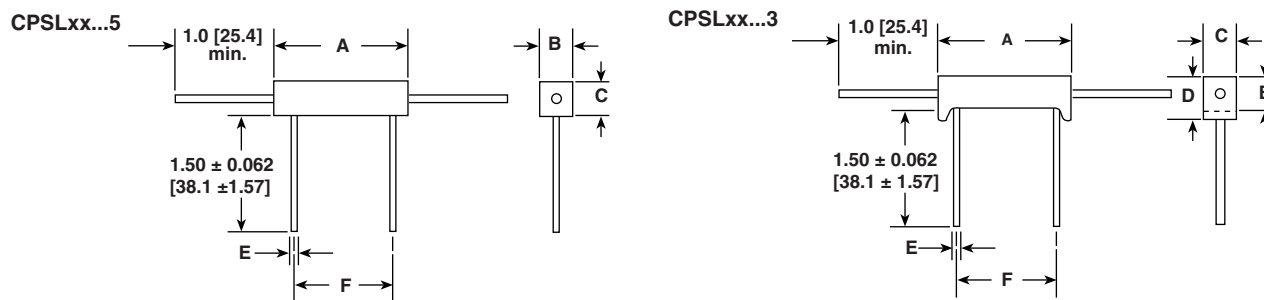 CPSLxx...5
1.0 [25.4]
min.
A
B
C
1.50 ± 0.062
[38.1 ±1.57]
E
F
CPSLxx...3
1.0 [25.4]
min.
A
C
D
B
1.50 ± 0.062
[38.1 ± 1.57]
E
F